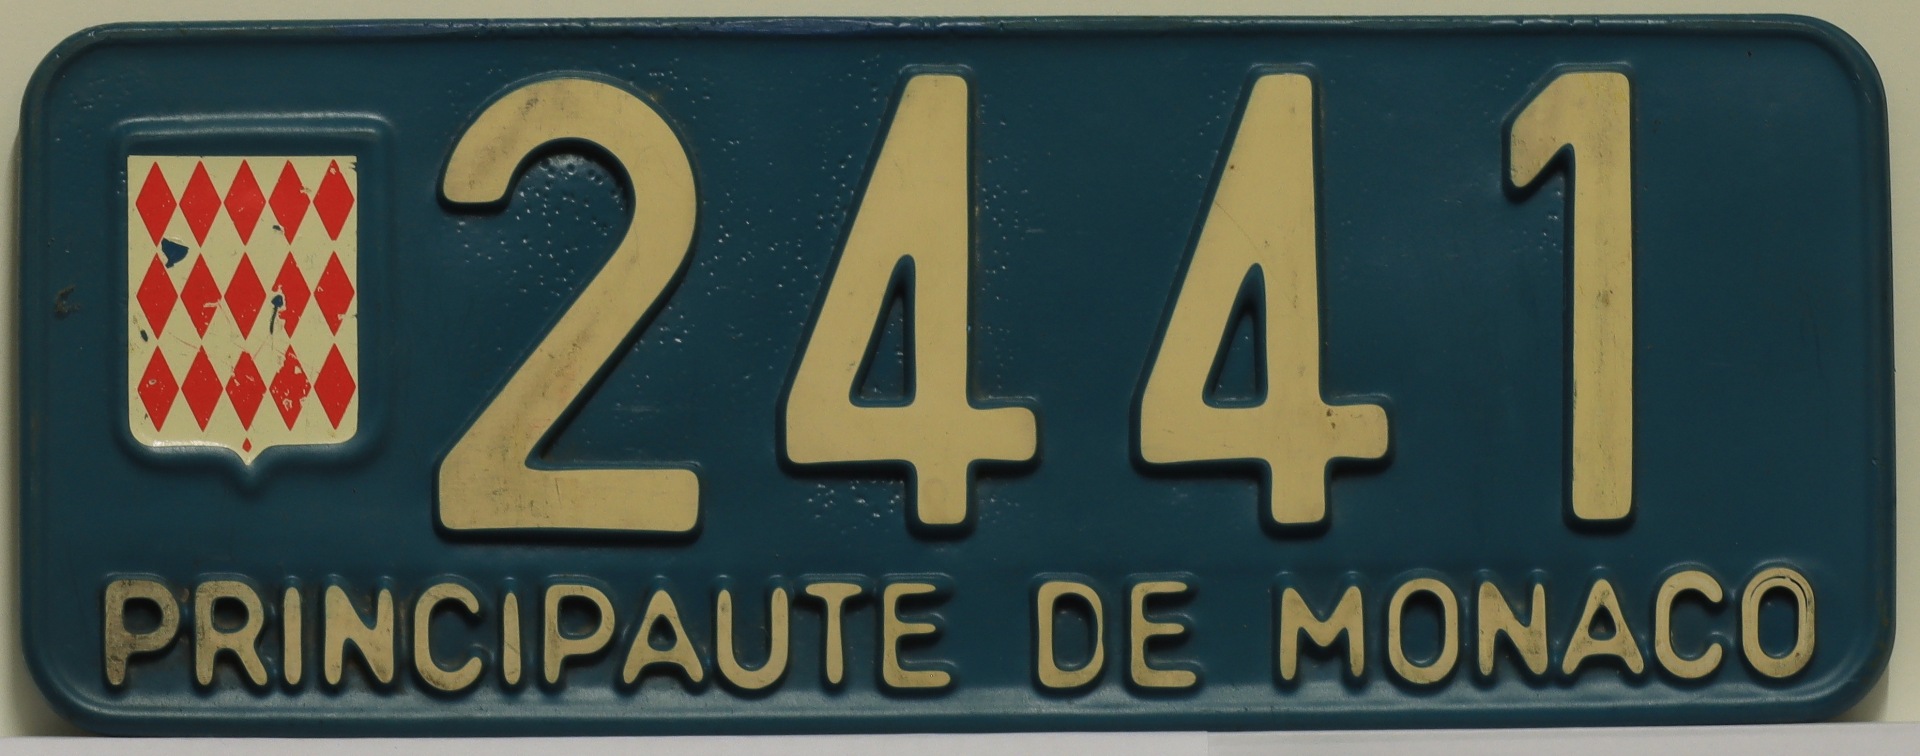 2441
PRINCIPAUTE DE MONACO